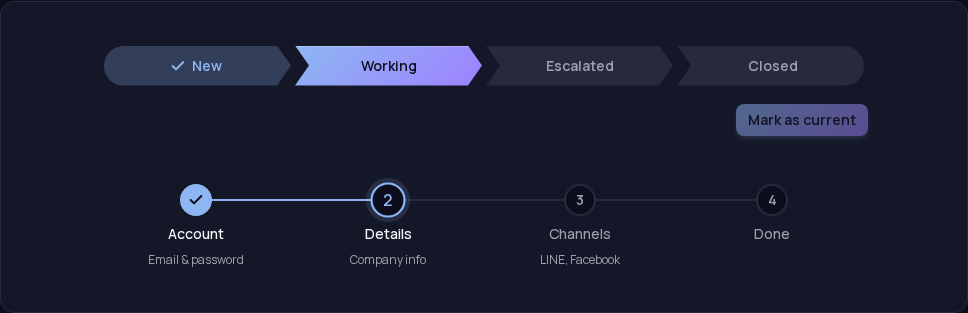 New
Working
Escalated
Closed
Mark as current
2
3
4
Account
Details
Channels
Done
Email & password
Company info
LINE, Facebook